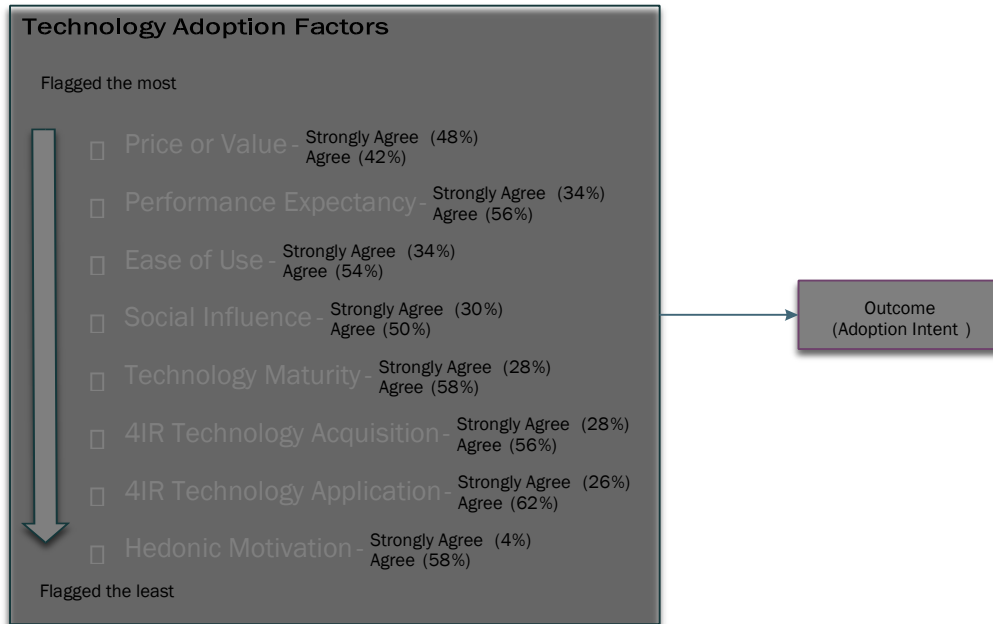 Technology Adoption Factors
Flagged the most
Price or Value - Strongly Agree (48%)
Agree (42%)
Performance Expectancy - Strongly Agree (34%)
Agree (56%)
Ease of Use - Strongly Agree (34%)
Agree (54%)
Social Influence - Strongly Agree (30%)
Agree (50%)
Technology Maturity - Strongly Agree (28%)
Agree (58%)
4IR Technology Acquisition - Strongly Agree (28%)
Agree (56%)
4IR Technology Application - Strongly Agree (26%)
Agree (62%)
Hedonic Motivation - Strongly Agree (4%)
Agree (58%)
Flagged the least
Outcome
(Adoption Intent )